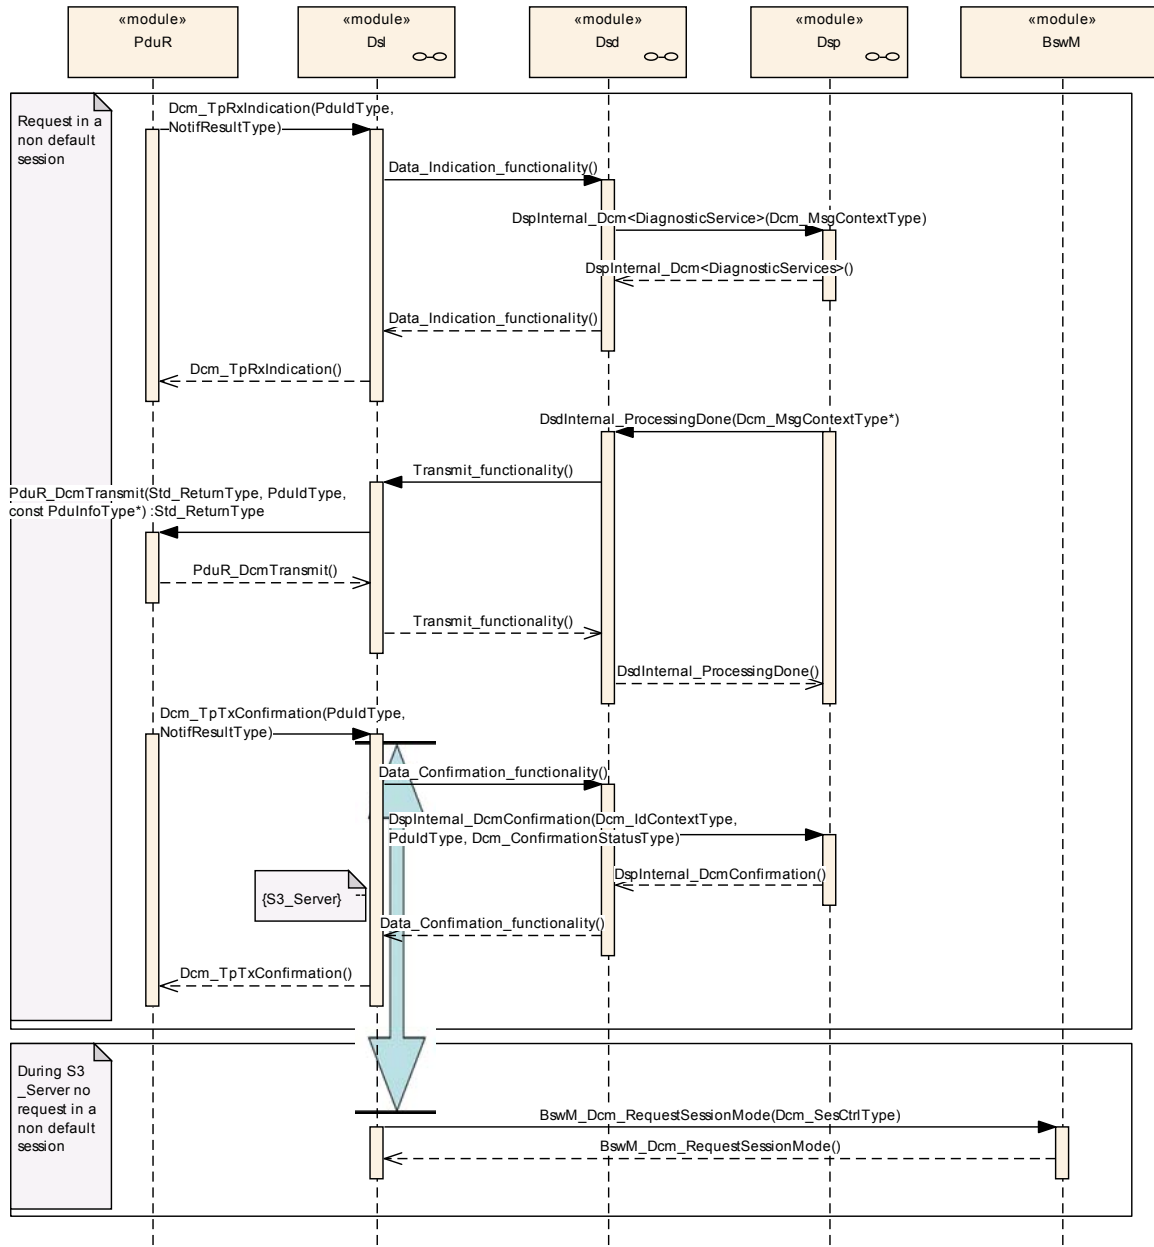 «module»
PduR
«module»
Dsl
«module»
Dsd
«module»
Dsp
«module»
BswM
Request in a
non default
session
Dcm_TpRxIndication(PduIdType,
NotifResultType)
Data_Indication_functionality()
DspInternal_Dcm<DiagnosticService>(Dcm_MsgContextType)
DspInternal_Dcm<DiagnosticServices>()
Data_Indication_functionality()
Dcm_TpRxIndication()
DsdInternal_ProcessingDone(Dcm_MsgContextType*)
Transmit_functionality()
PduR_DcmTransmit(Std_ReturnType, PduIdType,
const PduInfoType*) :Std_ReturnType
PduR_DcmTransmit()
Transmit_functionality()
DsdInternal_ProcessingDone()
Dcm_TpTxConfirmation(PduIdType,
NotifResultType)
Data_Confirmation_functionality()
DspInternal_DcmConfirmation(Dcm_IdContextType,
PduIdType, Dcm_ConfirmationStatusType)
DspInternal_DcmConfirmation()
{S3_Server}
Data_Confirmation_functionality()
Dcm_TpTxConfirmation()
During S3
_Server no
request in a
non default
session
BswM_Dcm_RequestSessionMode(Dcm_SesCtrlType)
BswM_Dcm_RequestSessionMode()